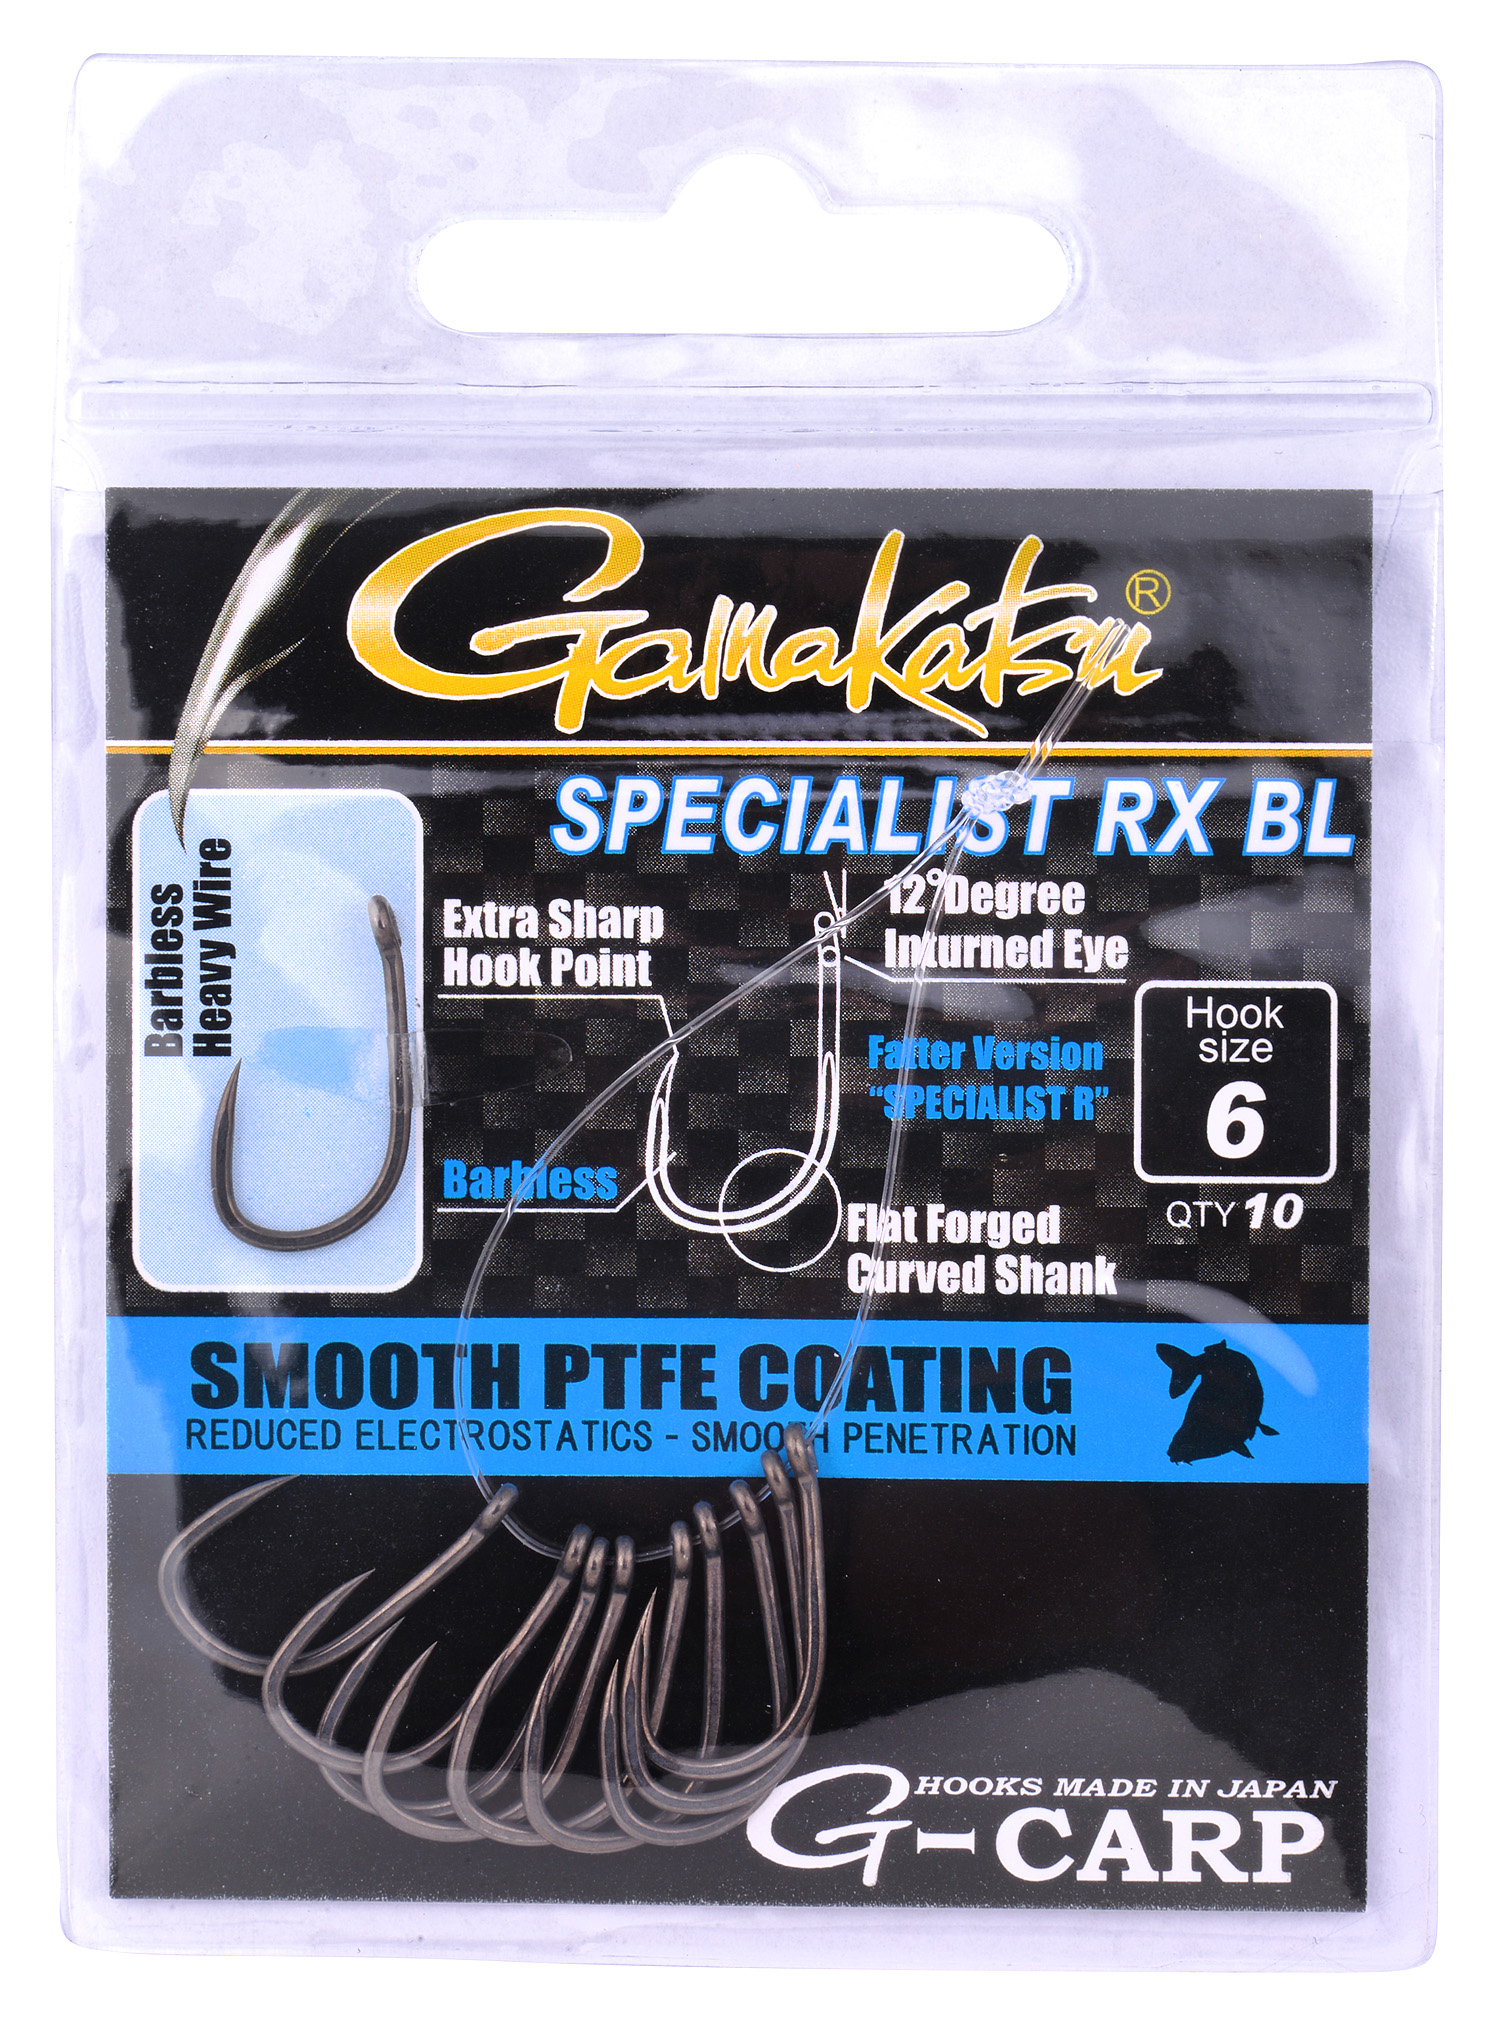 Gamakatsu®
SPECIALIST RX BL
Barbless
Heavy Wire
Extra Sharp
Hook Point
12° Degree
Inturned Eye
Fatter Version
"SPECIALIST R"
Hook
size
6
QTY 10
Barbless
Flat Forged
Curved Shank
SMOOTH PTFE COATING
REDUCED ELECTROSTATICS - SMOOTH PENETRATION
HOOKS MADE IN JAPAN
G-CARP